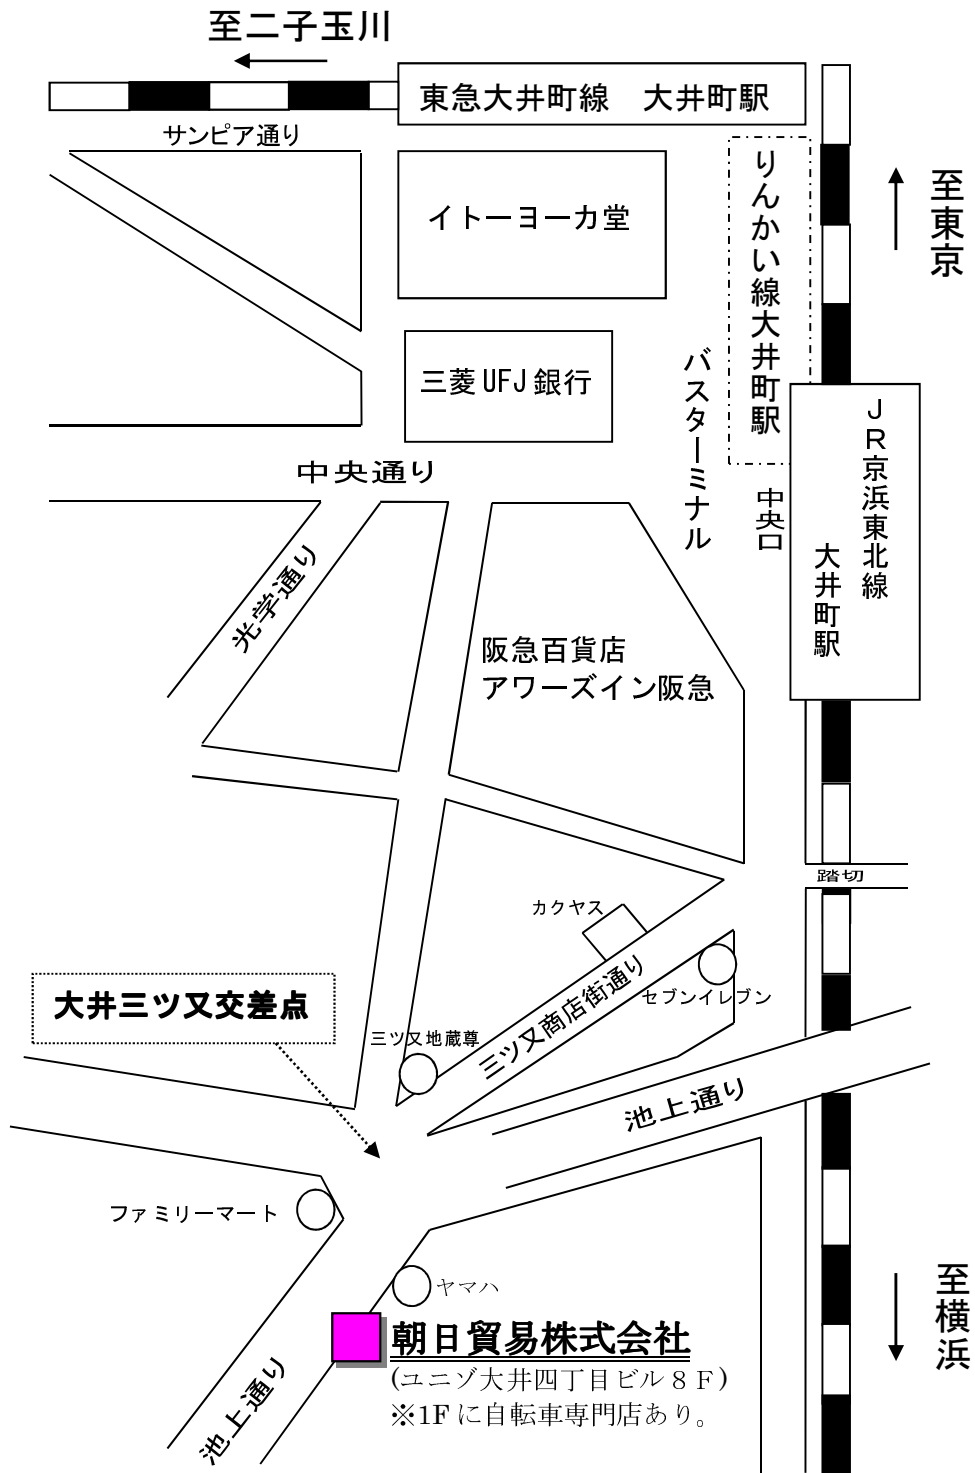 至二子玉川
東急大井町線　大井町駅
サンピア通り
イトーヨーカ堂
りんかい線大井町駅
至東京
三菱UFJ銀行
バスターミナル
JR京浜東北線
大井町駅
中央通り
中央口
光学通り
阪急百貨店
アワーズイン阪急
踏切
カクヤス
セブンイレブン
大井三ツ又交差点
三ツ又地蔵尊
三ツ又商店街通り
池上通り
ファミリーマート
ヤマハ
至横浜
朝日貿易株式会社
(ユニゾ大井四丁目ビル８Ｆ)
※1Fに自転車専門店あり。
池上通り